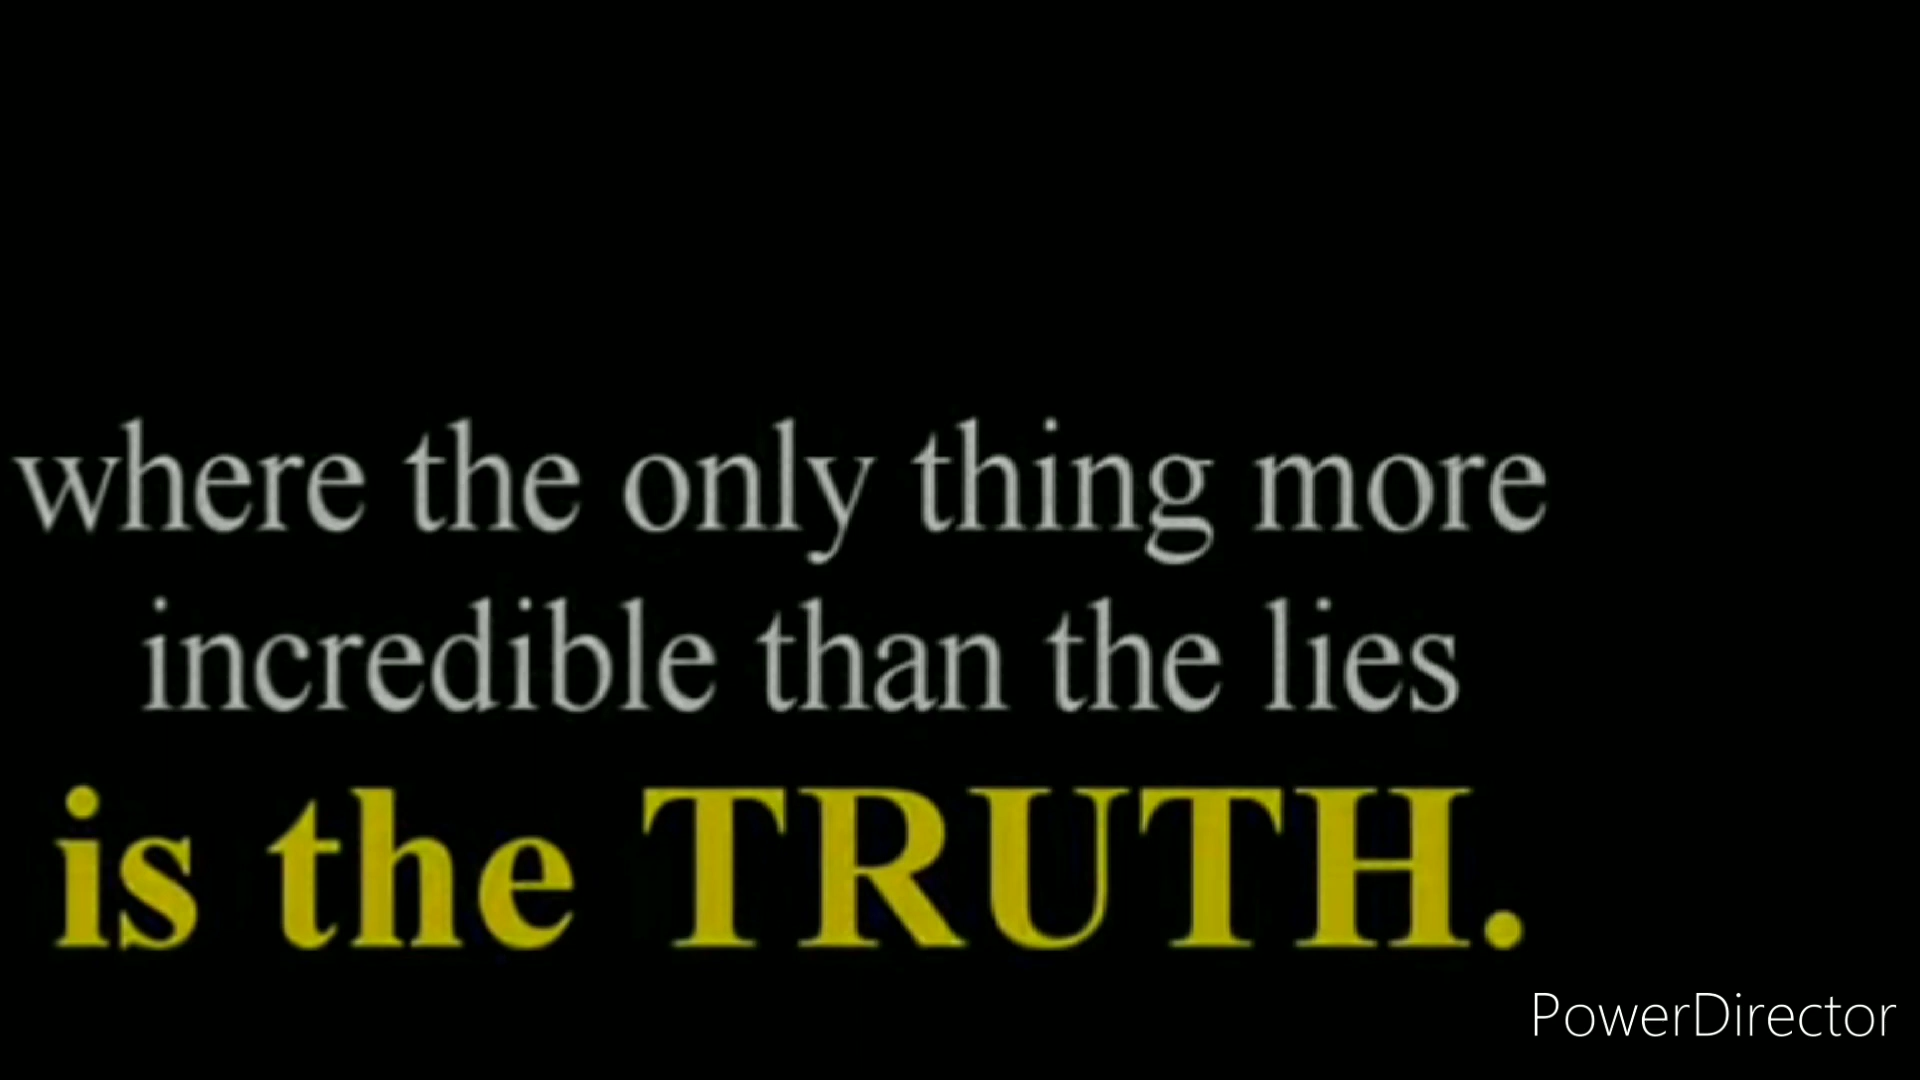 where the only thing more
incredible than the lies
is the TRUTH.
PowerDirector